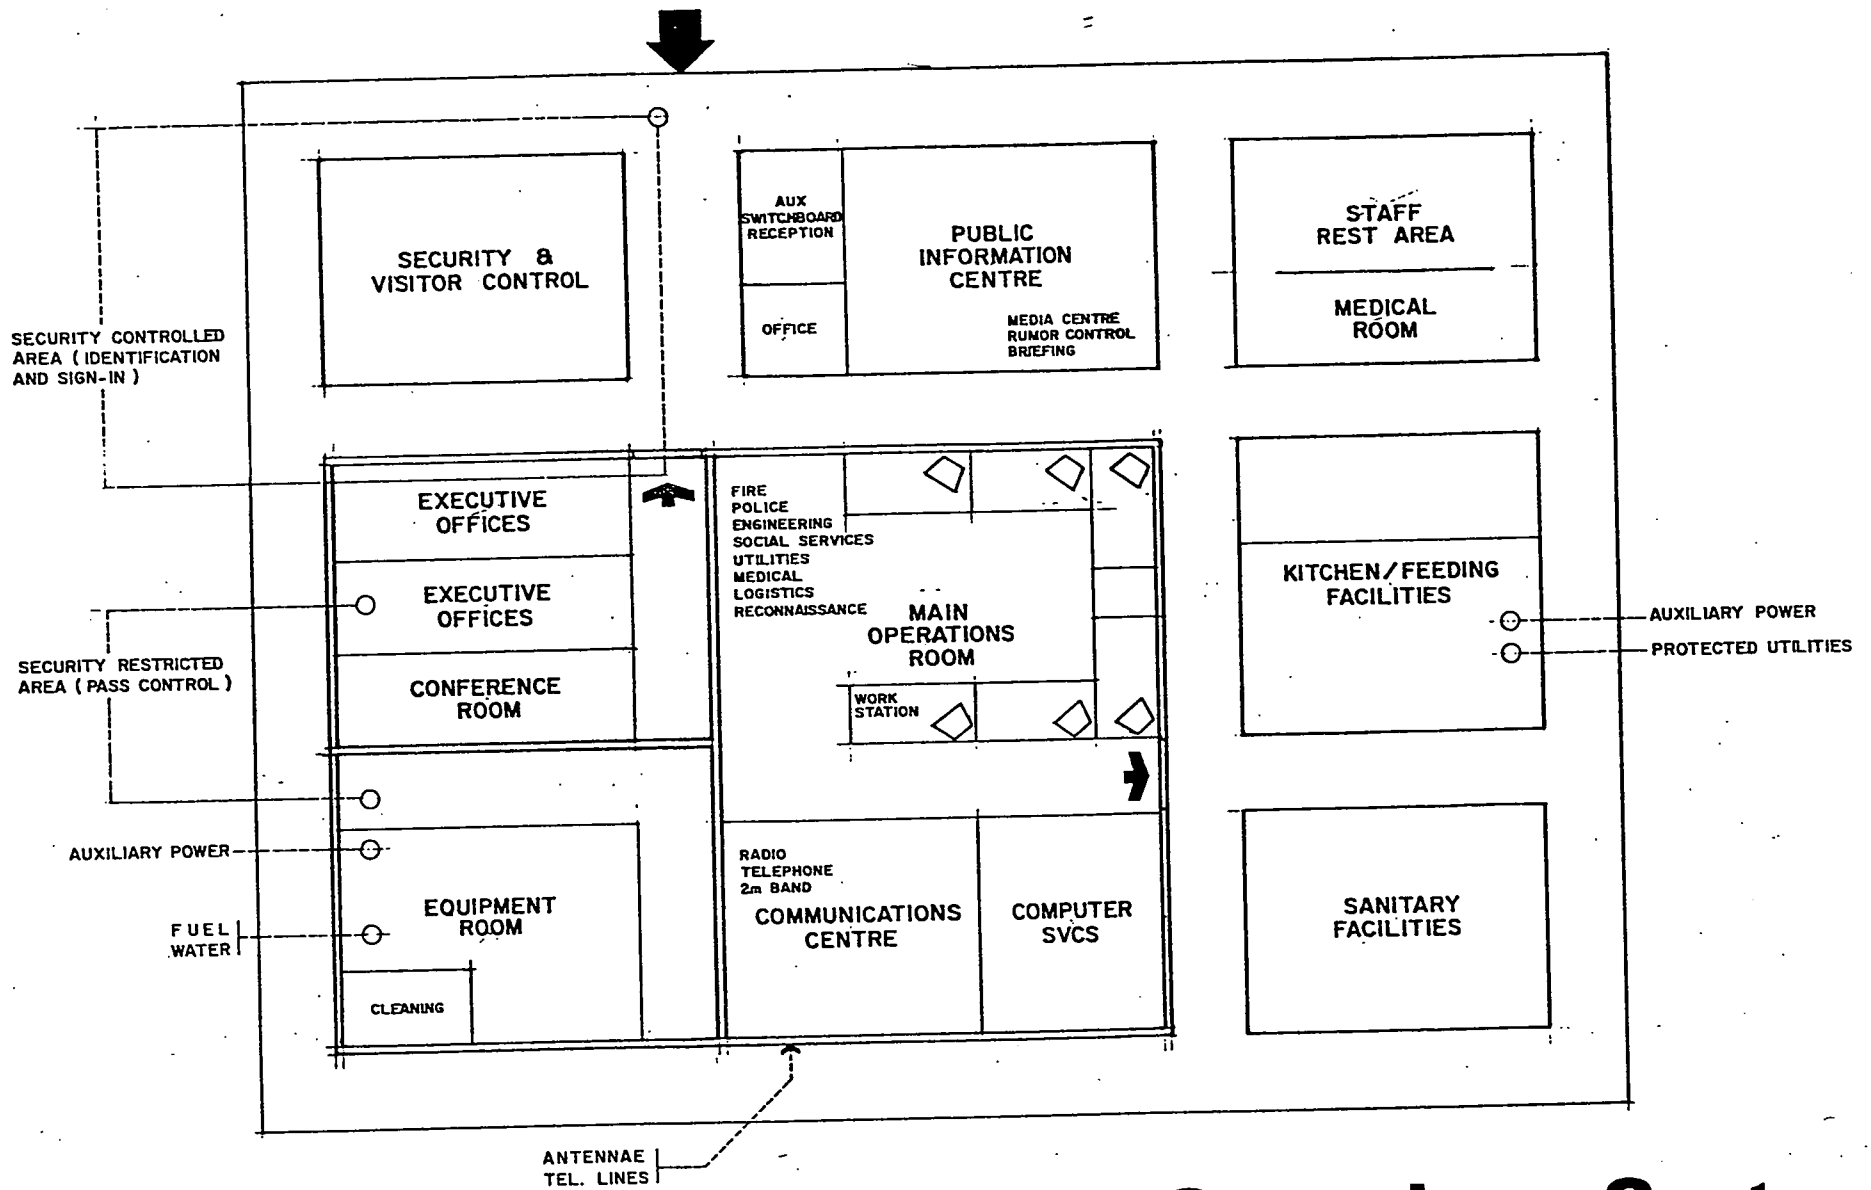 SECURITY &
VISITOR CONTROL
AUX
SWITCHBOARD
RECEPTION
OFFICE
PUBLIC
INFORMATION
CENTRE
MEDIA CENTRE
RUMOR CONTROL
BRIEFING
STAFF
REST AREA
MEDICAL
ROOM
SECURITY CONTROLLED
AREA (IDENTIFICATION
AND SIGN-IN)
EXECUTIVE
OFFICES
EXECUTIVE
OFFICES
CONFERENCE
ROOM
SECURITY RESTRICTED
AREA (PASS CONTROL)
FIRE
POLICE
ENGINEERING
SOCIAL SERVICES
UTILITIES
MEDICAL
LOGISTICS
RECONNAISSANCE
MAIN
OPERATIONS
ROOM
WORK
STATION
KITCHEN/FEEDING
FACILITIES
AUXILIARY POWER
PROTECTED UTILITIES
AUXILIARY POWER
FUEL
WATER
EQUIPMENT
ROOM
CLEANING
RADIO
TELEPHONE
2m BAND
COMMUNICATIONS
CENTRE
COMPUTER
SVCS
SANITARY
FACILITIES
ANTENNAE
TEL. LINES